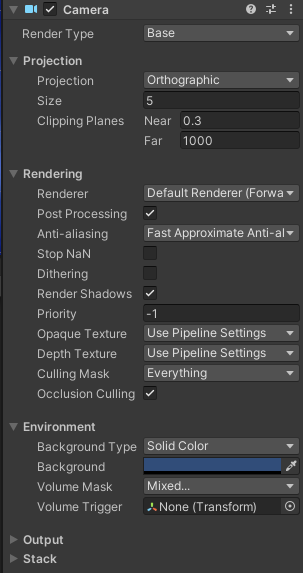 Camera
Render Type Base
Projection
Projection Orthographic
Size 5
Clipping Planes Near 0.3
Far 1000
Rendering
Renderer Default Renderer (Forwa
Post Processing
Anti-aliasing Fast Approximate Anti-al
Stop NaN
Dithering
Render Shadows
Priority -1
Opaque Texture Use Pipeline Settings
Depth Texture Use Pipeline Settings
Culling Mask Everything
Occlusion Culling
Environment
Background Type Solid Color
Background
Volume Mask Mixed...
Volume Trigger None (Transform)
Output
Stack